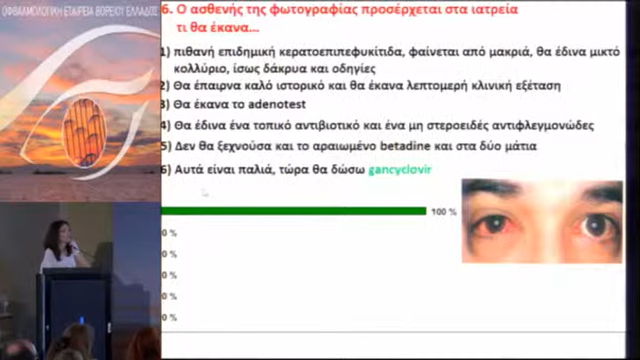 ΟΦΘΑΛΜΟΛΟΓΙΚΗ ΕΤΑΙΡΕΙΑ ΒΟΡΕΙΟΥ ΕΛΛΑΔΟΣ
6. Ο ασθενής της φωτογραφίας προσέρχεται στα ιατρεία
τι θα έκανα...
1) πιθανή επιδημική κερατοεπιπεφυκίτιδα, φαίνεται από μακριά, θα έδινα μικτό
κολλύριο, ίσως δάκρυα και οδηγίες
2) Θα έπαιρνα καλό ιστορικό και θα έκανα λεπτομερή κλινική εξέταση
3) Θα έκανα το adenotest
4) Θα έδινα ένα τοπικό αντιβιοτικό και ένα μη στεροειδές αντιφλεγμονώδες
5) Δεν θα ξεχνούσα και το αραιωμένο betadine και στα δύο μάτια
6) Αυτά είναι παλιά, τώρα θα δώσω gancyclovir
100 %
0 %
0 %
0 %
0 %
0 %